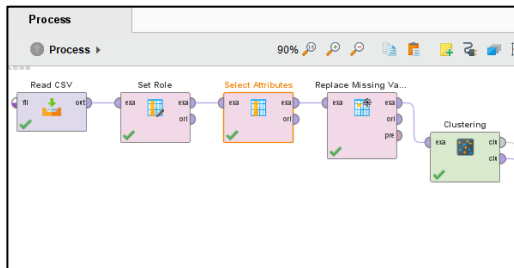 Process
Process
90%
cess
Read CSV
Set Role
Select Attributes
Replace Missing Va...
Clustering
fil
out
exa
exa
ori
exa
exa
ori
exa
exa
ori
pre
exa
clu
clu